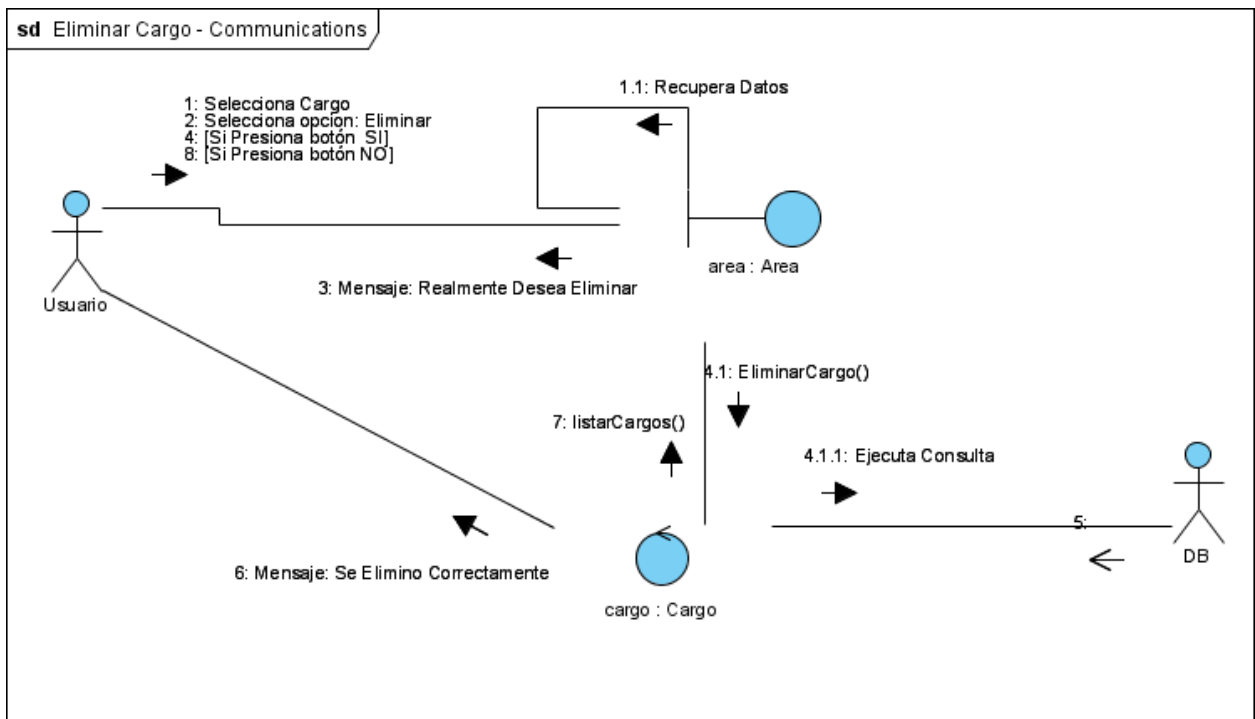 sd Eliminar Cargo - Communications
1.1: Recupera Datos
1: Selecciona Cargo
2: Selecciona opción: Eliminar
4: [Si Presiona botón SI]
8: [Si Presiona botón NO]
area : Area
3: Mensaje: Realmente Desea Eliminar
Usuario
4.1: EliminarCargo()
7: listarCargos()
4.1.1: Ejecuta Consulta
5:
DB
6: Mensaje: Se Elimino Correctamente
cargo : Cargo